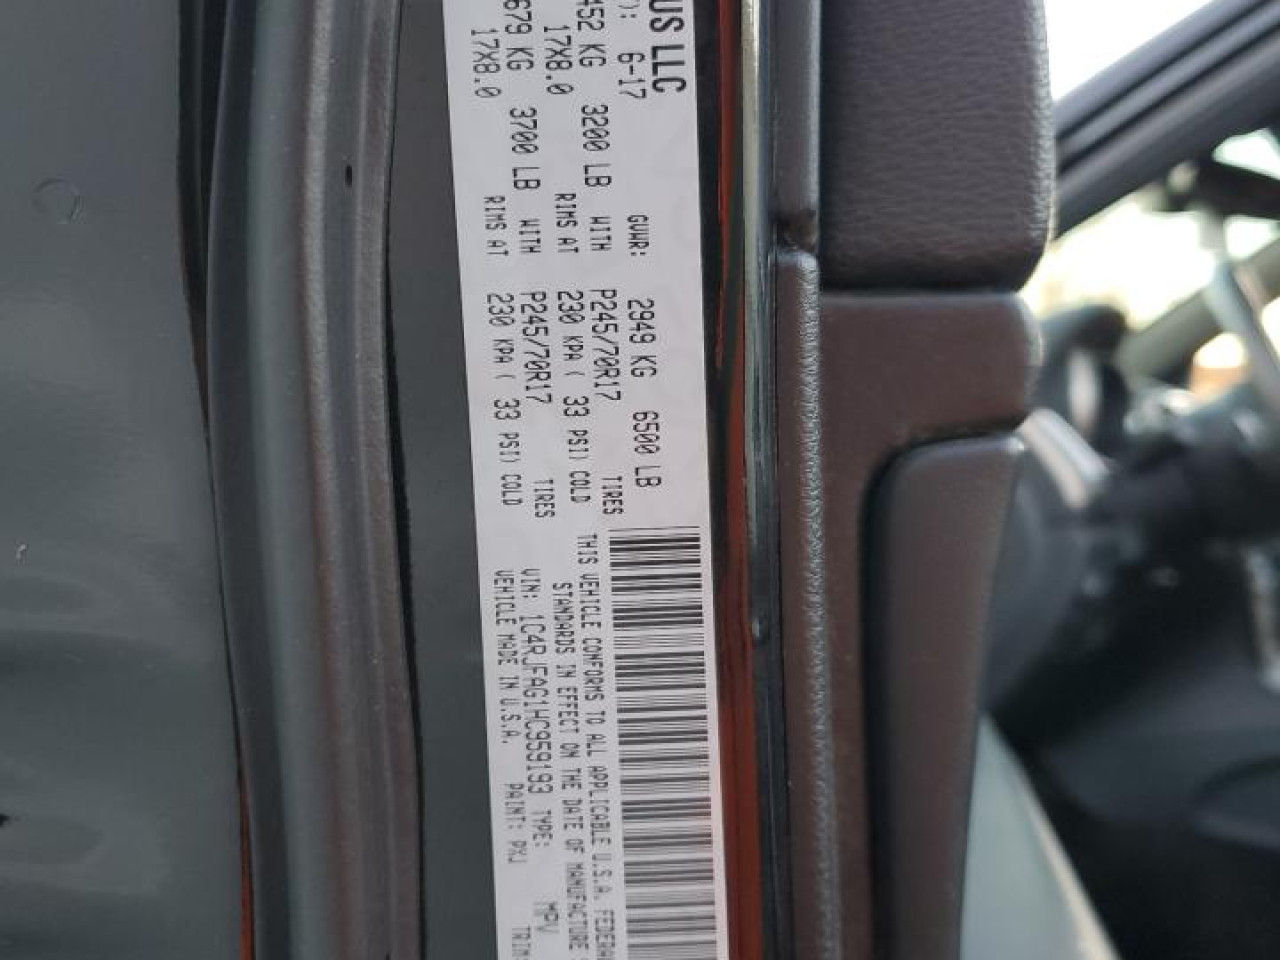 US LLC
): 6-17 GVWR: 2949 KG 6500 LB
452 KG 3200 LB WITH P245/70R17 TIRES
17X8.0 RIMS AT 230 KPA ( 33 PSI) COLD
679 KG 3700 LB WITH P245/70R17 TIRES
17X8.0 RIMS AT 230 KPA ( 33 PSI) COLD
THIS VEHICLE CONFORMS TO ALL APPLICABLE U.S.A. FEDERA
STANDARDS IN EFFECT ON THE DATE OF MANUFACTURE
VIN: 1C4RJFAG1HC959193 TYPE: MPV
VEHICLE MADE IN U.S.A. PAINT: PXJ TRIM: